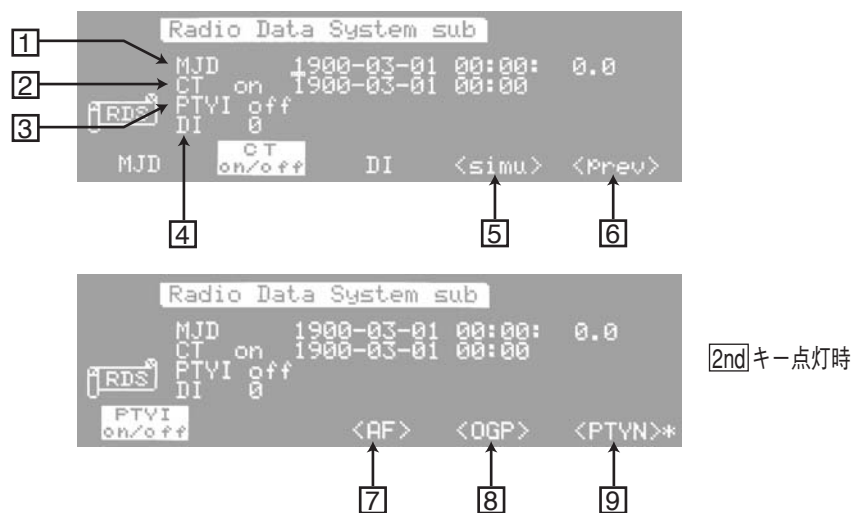 Radio Data System sub
1 MJD 1900-03-01 00:00: 0.0
2 CT on 1900-03-01 00:00
3 PTYI off
RDS
DI 0
MJD CT on/off DI <simu> <prev>
4 5 6
Radio Data System sub
MJD 1900-03-01 00:00: 0.0
CT on 1900-03-01 00:00
PTYI off
RDS
DI 0
2nd キー点灯時
PTYI on/off <AF> <OGP> <PTYN>*
7 8 9